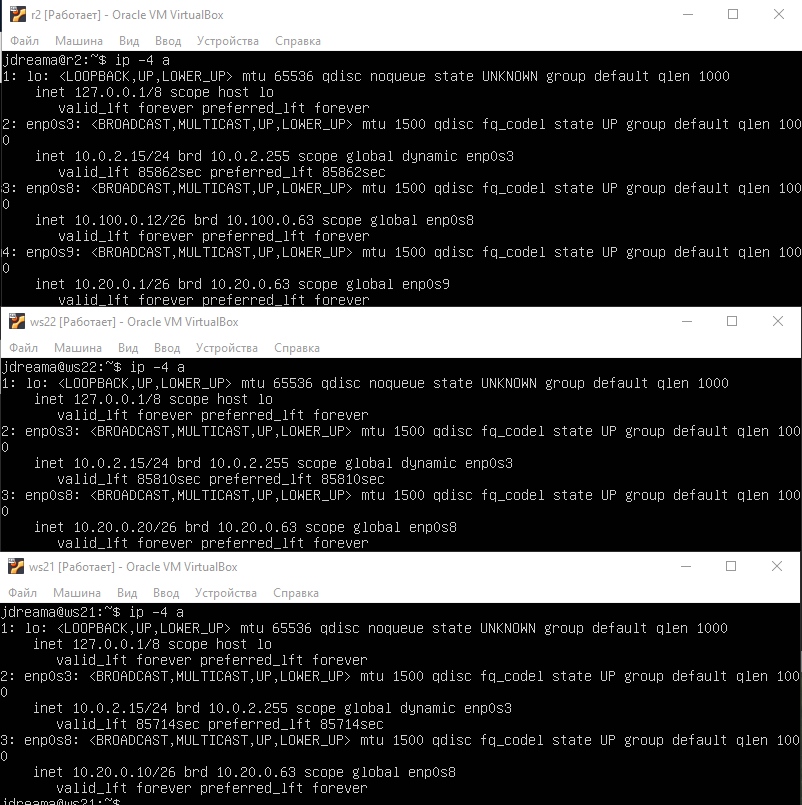 r2 [Работает] - Oracle VM VirtualBox
Файл Машина Вид Ввод Устройства Справка
jdreama@r2:~$ ip -4 a
1: lo: <LOOPBACK,UP,LOWER_UP> mtu 65536 qdisc noqueue state UNKNOWN group default qlen 1000
inet 127.0.0.1/8 scope host lo
valid_lft forever preferred_lft forever
2: enp0s3: <BROADCAST,MULTICAST,UP,LOWER_UP> mtu 1500 qdisc fq_codel state UP group default qlen 100
0
inet 10.0.2.15/24 brd 10.0.2.255 scope global dynamic enp0s3
valid_lft 85862sec preferred_lft 85862sec
3: enp0s8: <BROADCAST,MULTICAST,UP,LOWER_UP> mtu 1500 qdisc fq_codel state UP group default qlen 100
0
inet 10.100.0.12/26 brd 10.100.0.63 scope global enp0s8
valid_lft forever preferred_lft forever
4: enp0s9: <BROADCAST,MULTICAST,UP,LOWER_UP> mtu 1500 qdisc fq_codel state UP group default qlen 100
0
inet 10.20.0.1/26 brd 10.20.0.63 scope global enp0s9
valid_lft forever preferred_lft forever
ws22 [Работает] - Oracle VM VirtualBox
Файл Машина Вид Ввод Устройства Справка
jdreama@ws22:~$ ip -4 a
1: lo: <LOOPBACK,UP,LOWER_UP> mtu 65536 qdisc noqueue state UNKNOWN group default qlen 1000
inet 127.0.0.1/8 scope host lo
valid_lft forever preferred_lft forever
2: enp0s3: <BROADCAST,MULTICAST,UP,LOWER_UP> mtu 1500 qdisc fq_codel state UP group default qlen 100
0
inet 10.0.2.15/24 brd 10.0.2.255 scope global dynamic enp0s3
valid_lft 85810sec preferred_lft 85810sec
3: enp0s8: <BROADCAST,MULTICAST,UP,LOWER_UP> mtu 1500 qdisc fq_codel state UP group default qlen 100
0
inet 10.20.0.20/26 brd 10.20.0.63 scope global enp0s8
valid_lft forever preferred_lft forever
ws21 [Работает] - Oracle VM VirtualBox
Файл Машина Вид Ввод Устройства Справка
jdreama@ws21:~$ ip -4 a
1: lo: <LOOPBACK,UP,LOWER_UP> mtu 65536 qdisc noqueue state UNKNOWN group default qlen 1000
inet 127.0.0.1/8 scope host lo
valid_lft forever preferred_lft forever
2: enp0s3: <BROADCAST,MULTICAST,UP,LOWER_UP> mtu 1500 qdisc fq_codel state UP group default qlen 100
0
inet 10.0.2.15/24 brd 10.0.2.255 scope global dynamic enp0s3
valid_lft 85714sec preferred_lft 85714sec
3: enp0s8: <BROADCAST,MULTICAST,UP,LOWER_UP> mtu 1500 qdisc fq_codel state UP group default qlen 100
0
inet 10.20.0.10/26 brd 10.20.0.63 scope global enp0s8
valid_lft forever preferred_lft forever
jdreama@ws21:~$